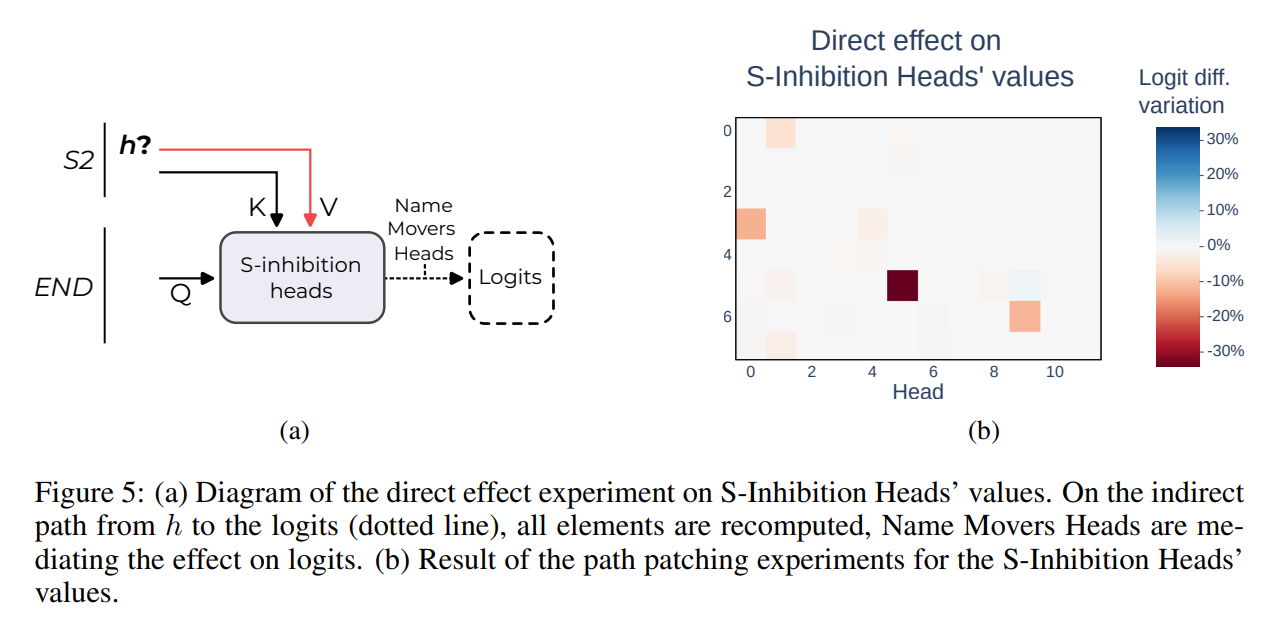 S2
h?
K
V
END
Q
S-inhibition
heads
Name
Movers
Heads
Logits
(a)
Direct effect on
S-Inhibition Heads' values
0
2
4
6
0 2 4 6 8 10
Head
Logit diff.
variation
30%
20%
10%
0%
-10%
-20%
-30%
(b)
Figure 5: (a) Diagram of the direct effect experiment on S-Inhibition Heads’ values. On the indirect
path from h to the logits (dotted line), all elements are recomputed, Name Movers Heads are me-
diating the effect on logits. (b) Result of the path patching experiments for the S-Inhibition Heads’
values.